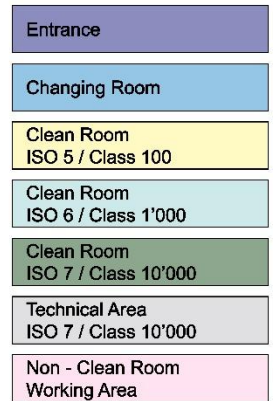 Entrance
Changing Room
Clean Room
ISO 5 / Class 100
Clean Room
ISO 6 / Class 1'000
Clean Room
ISO 7 / Class 10'000
Technical Area
ISO 7 / Class 10'000
Non - Clean Room
Working Area